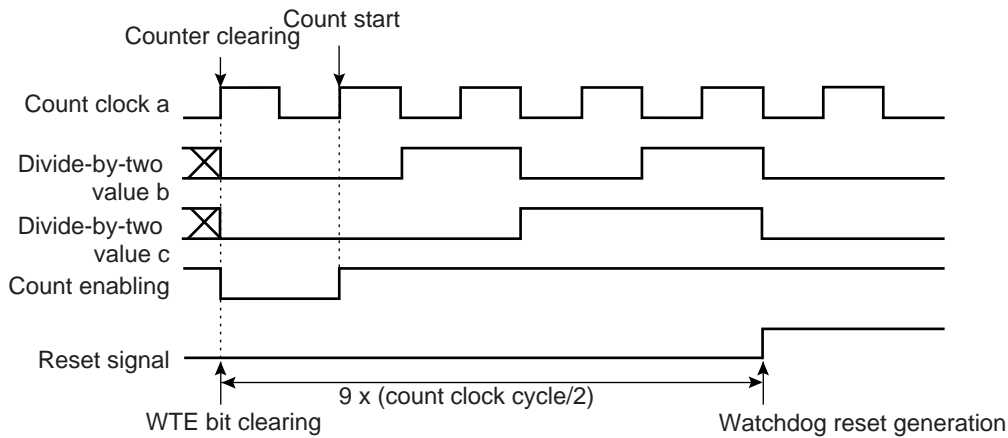 Count start
Counter clearing
Count clock a
Divide-by-two
value b
Divide-by-two
value c
Count enabling
Reset signal
9 x (count clock cycle/2)
WTE bit clearing
Watchdog reset generation